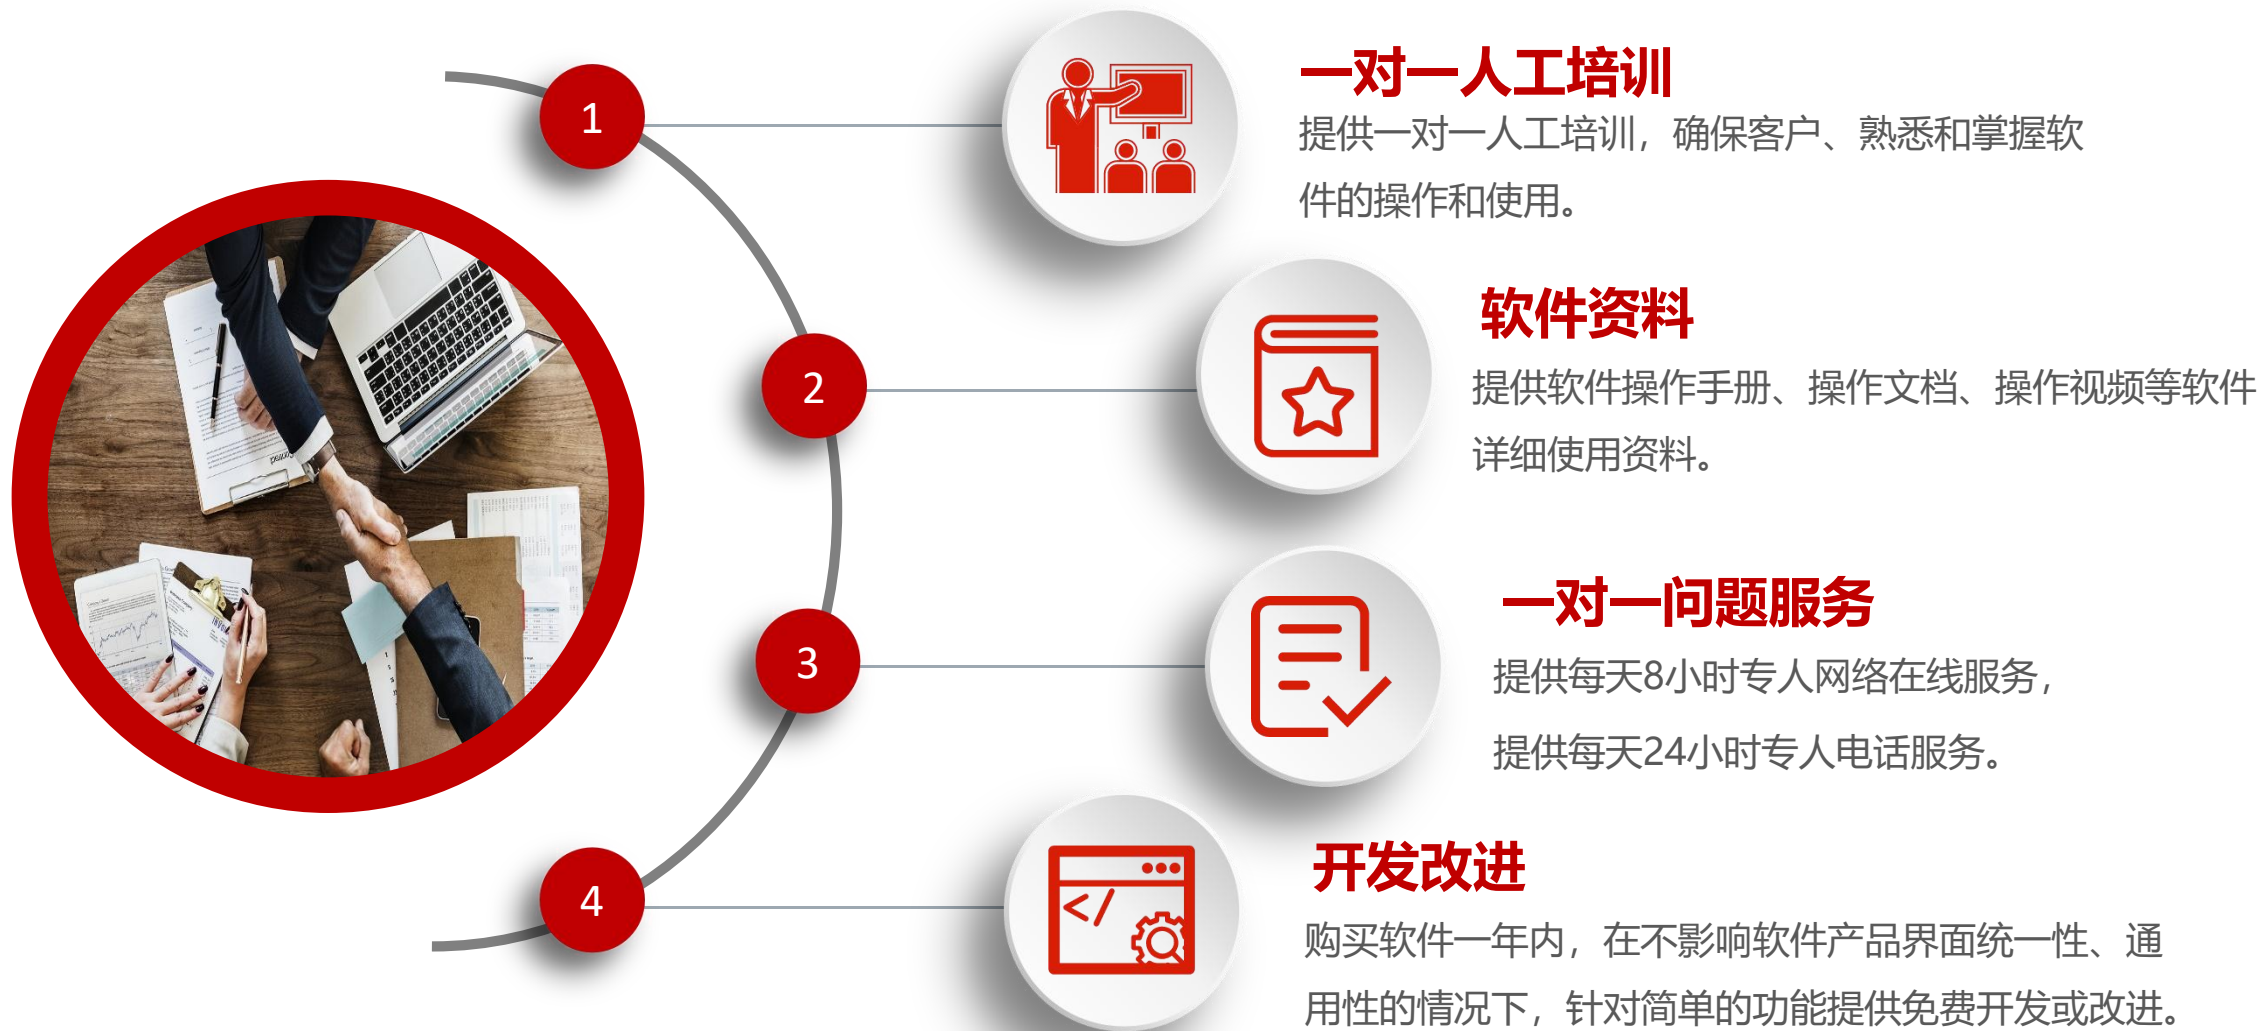 1
一对一人工培训
提供一对一人工培训，确保客户、熟悉和掌握软
件的操作和使用。
2
软件资料
提供软件操作手册、操作文档、操作视频等软件
详细使用资料。
3
一对一问题服务
提供每天8小时专人网络在线服务，
提供每天24小时专人电话服务。
4
开发改进
购买软件一年内，在不影响软件产品界面统一性、通
用性的情况下，针对简单的功能提供免费开发或改进。